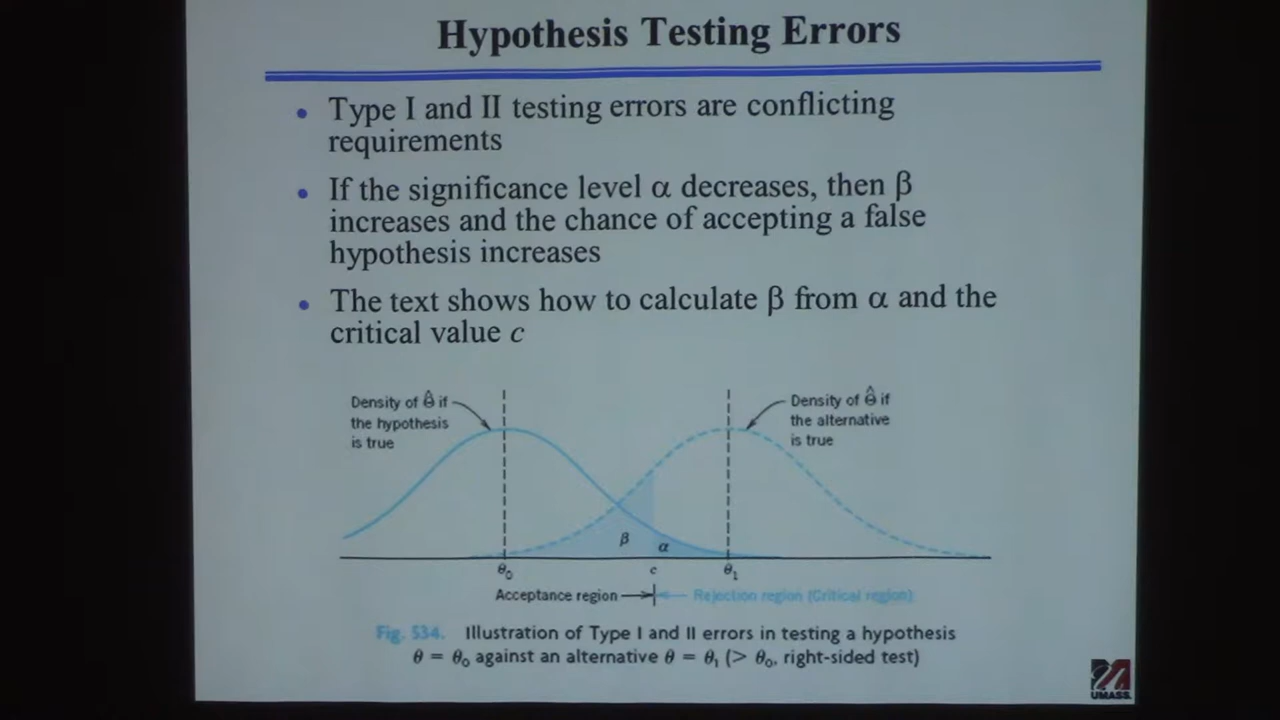 Hypothesis Testing Errors
• Type I and II testing errors are conflicting
requirements
• If the significance level α decreases, then β
increases and the chance of accepting a false
hypothesis increases
• The text shows how to calculate β from α and the
critical value c
Density of Θ̂ if
the hypothesis
is true
Density of Θ̂ if
the alternative
is true
β
α
θ₀
c
θ₁
Acceptance region
Rejection region (Critical region)
Fig. 534. Illustration of Type I and II errors in testing a hypothesis
θ = θ₀ against an alternative θ = θ₁ (> θ₀, right-sided test)
UMASS